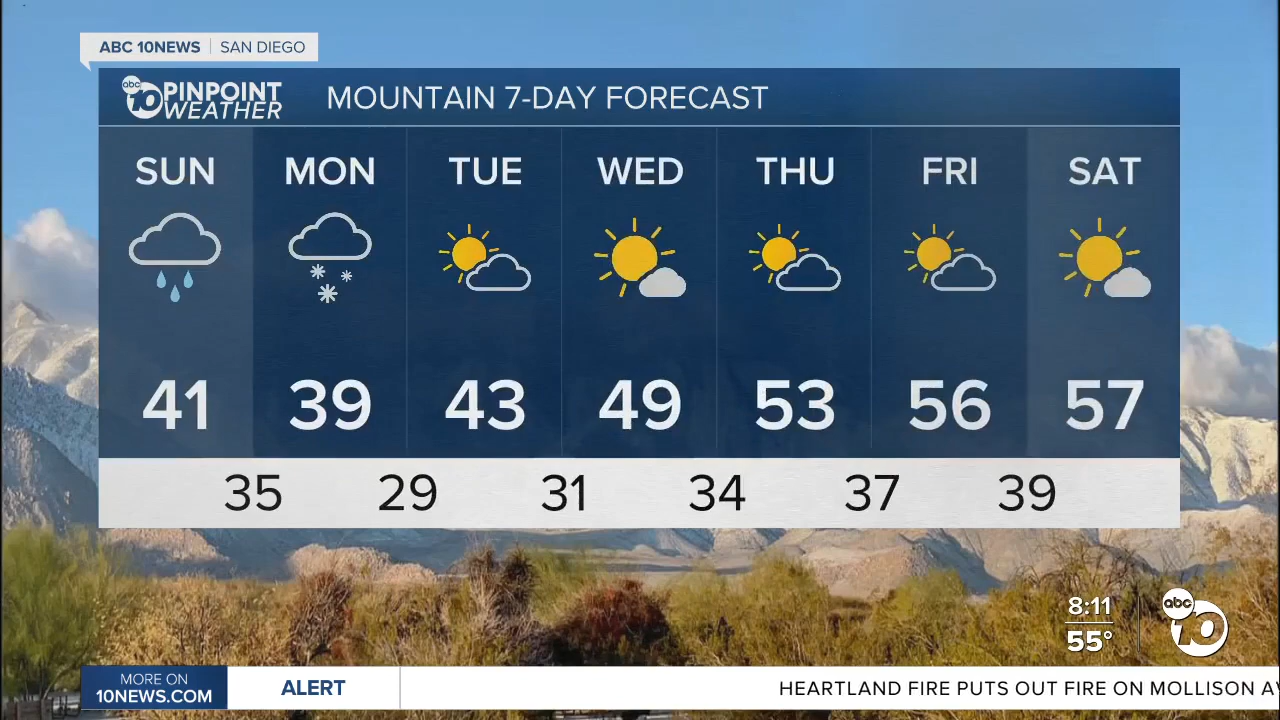 ABC 10NEWS | SAN DIEGO
abc 10 PINPOINT WEATHER
MOUNTAIN 7-DAY FORECAST
SUN MON TUE WED THU FRI SAT
41 39 43 49 53 56 57
35 29 31 34 37 39
8:11
55°
abc 10
MORE ON
10NEWS.COM
ALERT
HEARTLAND FIRE PUTS OUT FIRE ON MOLLISON